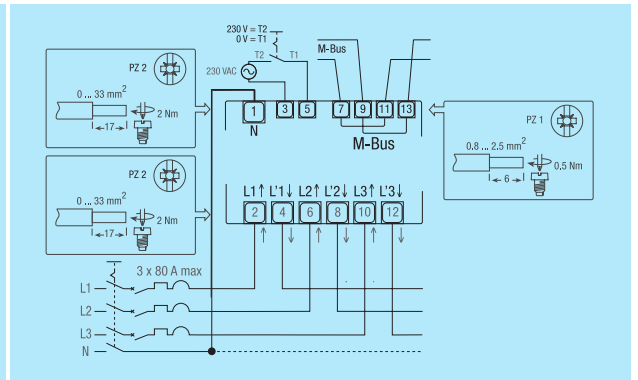 230 V = T2
0 V = T1
T2 T1
230 VAC
M-Bus
PZ 2
0 ... 33 mm²
2 Nm
17
1 3 5 7 9 11 13
N
M-Bus
PZ 1
0.8 ... 2.5 mm²
0,5 Nm
6
PZ 2
0 ... 33 mm²
2 Nm
17
L1↑ L'1↓ L2↑ L'2↓ L3↑ L'3↓
2 4 6 8 10 12
3 x 80 A max
L1
L2
L3
N